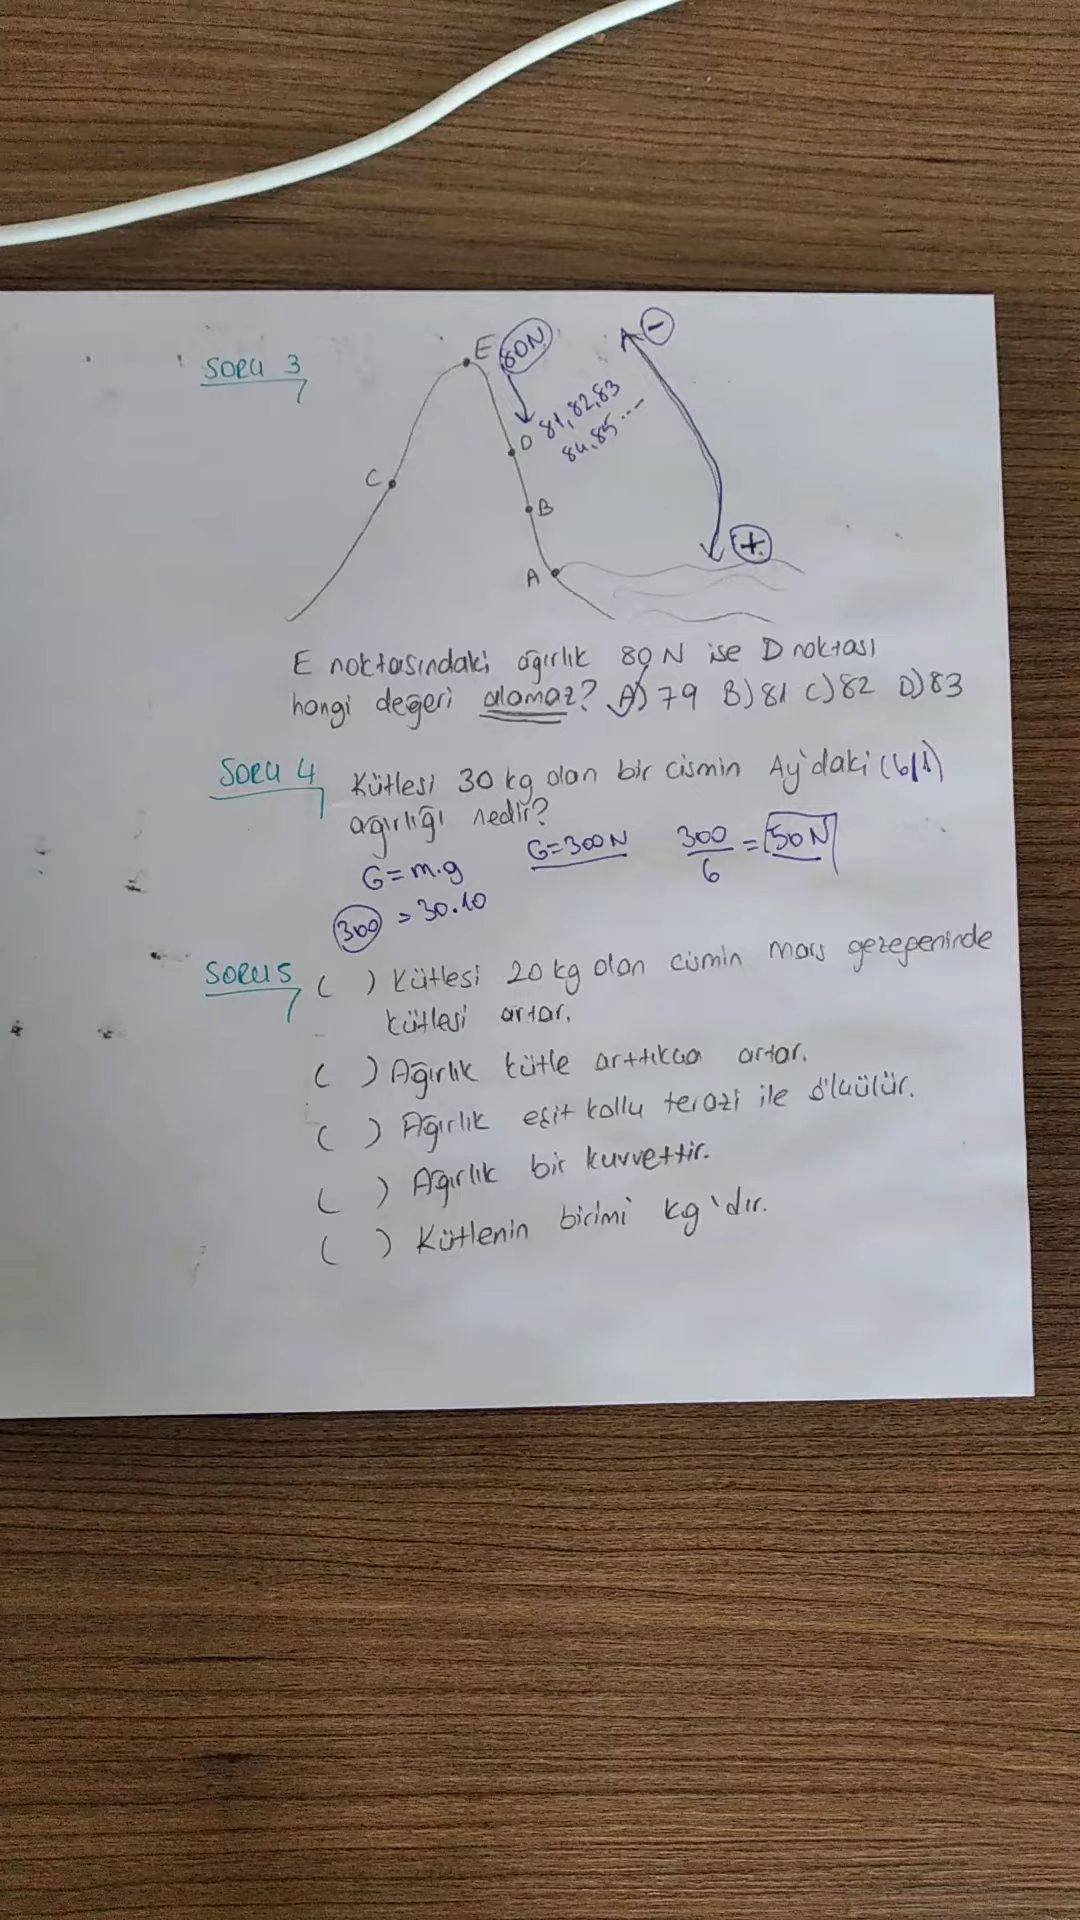 SORU 3
E 80N
-
D 81,82,83
84,85...
C
B
+
A
E noktasındaki ağırlık 80 N ise D noktası
hangi değeri alamaz? A) 79 B) 81 C) 82 D) 83
SORU 4 Kütlesi 30 kg olan bir cismin Ay'daki (6/1)
ağırlığı nedir?
G=m.g G=300N 300/6 = 50N
300 = 30.10
SORU 5 ( ) Kütlesi 20 kg olan cismin mars gezegeninde
kütlesi artar.
( ) Ağırlık kütle arttıkça artar.
( ) Ağırlık eşit kollu terazi ile ölçülür.
( ) Ağırlık bir kuvvettir.
( ) Kütlenin birimi kg'dır.